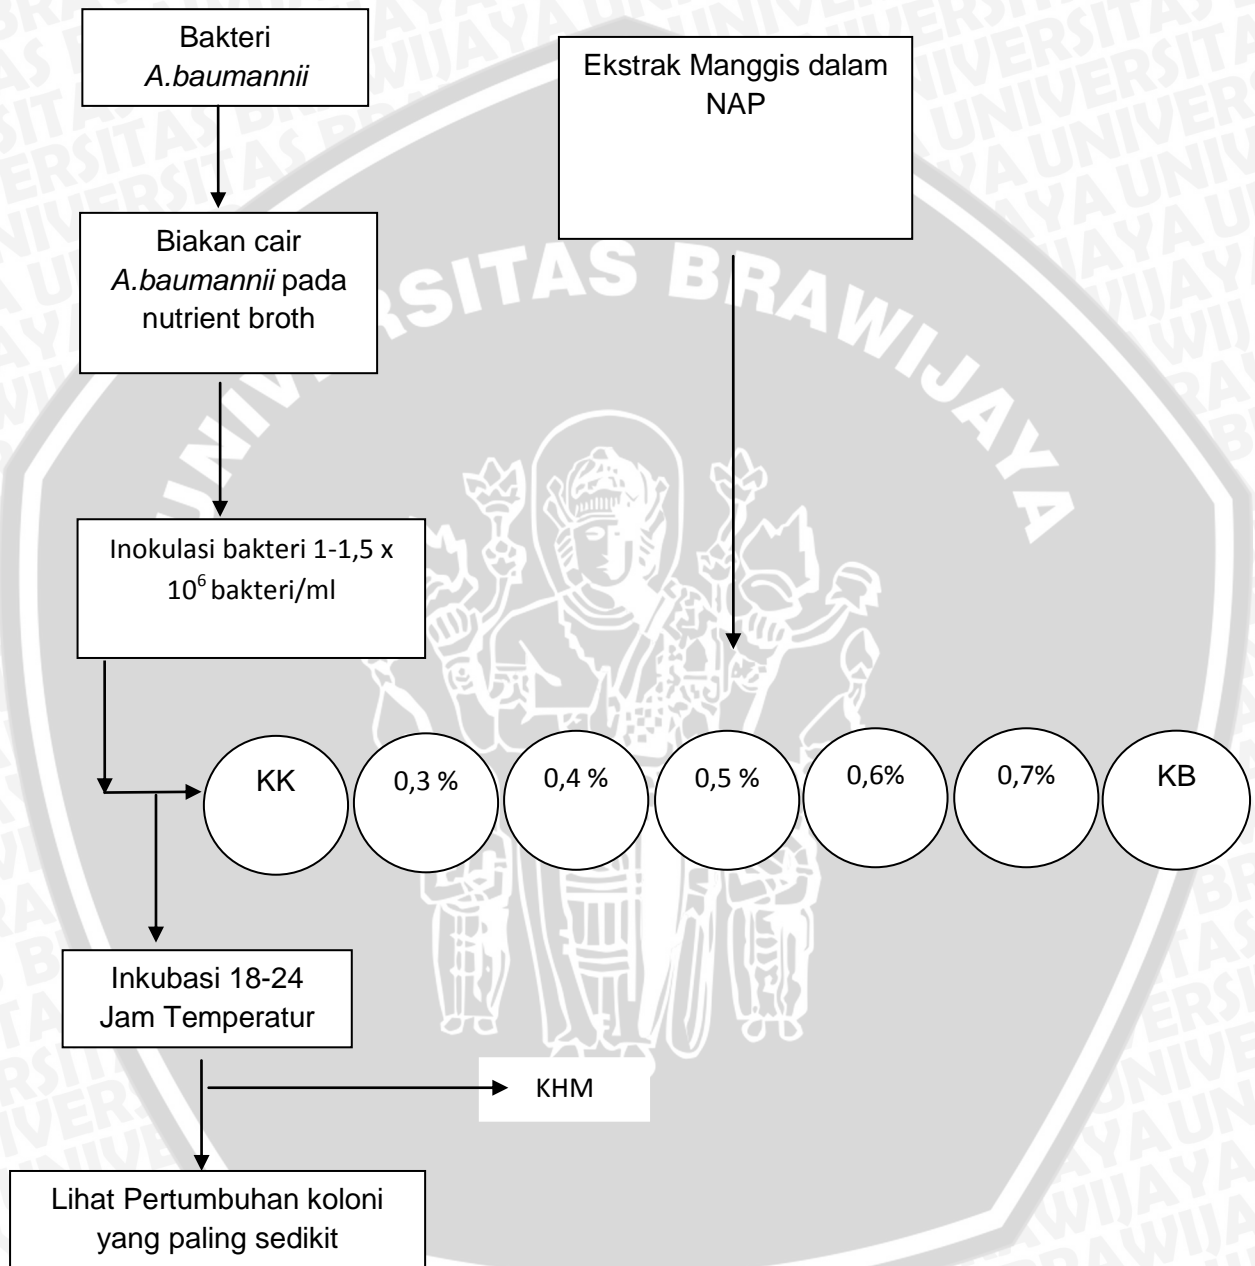 Bakteri
A.baumannii
Ekstrak Manggis dalam
NAP
Biakan cair
A.baumannii pada
nutrient broth
UNIVERSITAS BRAWIJAYA
Inokulasi bakteri 1-1,5 x
10⁶ bakteri/ml
KK
0,3 %
0,4 %
0,5 %
0,6%
0,7%
KB
Inkubasi 18-24
Jam Temperatur
KHM
Lihat Pertumbuhan koloni
yang paling sedikit